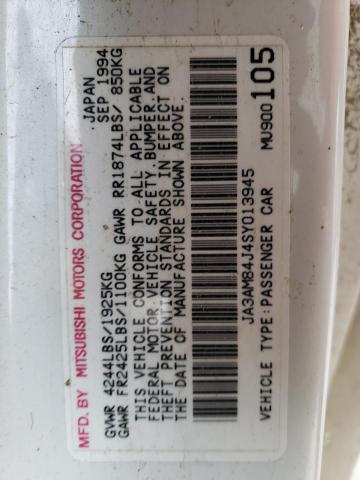 MFD. BY MITSUBISHI MOTORS CORPORATION
JAPAN
SEP 1994
GVWR 4244LBS/1925KG
GAWR FR2425LBS/1100KG GAWR RR1874LBS/ 850KG
THIS VEHICLE CONFORMS TO ALL APPLICABLE
FEDERAL MOTOR VEHICLE SAFETY,BUMPER,AND
THEFT PREVENTION STANDARDS IN EFFECT ON
THE DATE OF MANUFACTURE SHOWN ABOVE.
JA3AM84J4SY013945
VEHICLE TYPE:PASSENGER CAR
MU900105